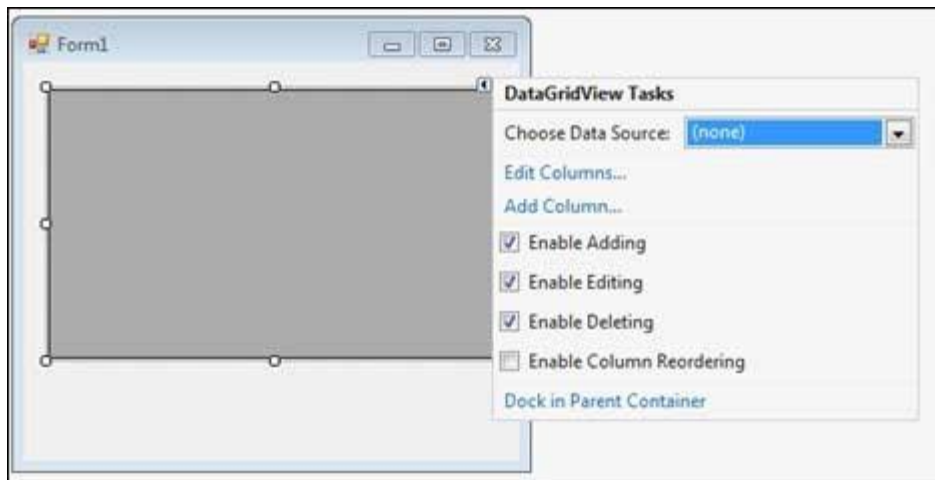 Form1
DataGridView Tasks
Choose Data Source: (none)
Edit Columns...
Add Column...
Enable Adding
Enable Editing
Enable Deleting
Enable Column Reordering
Dock in Parent Container